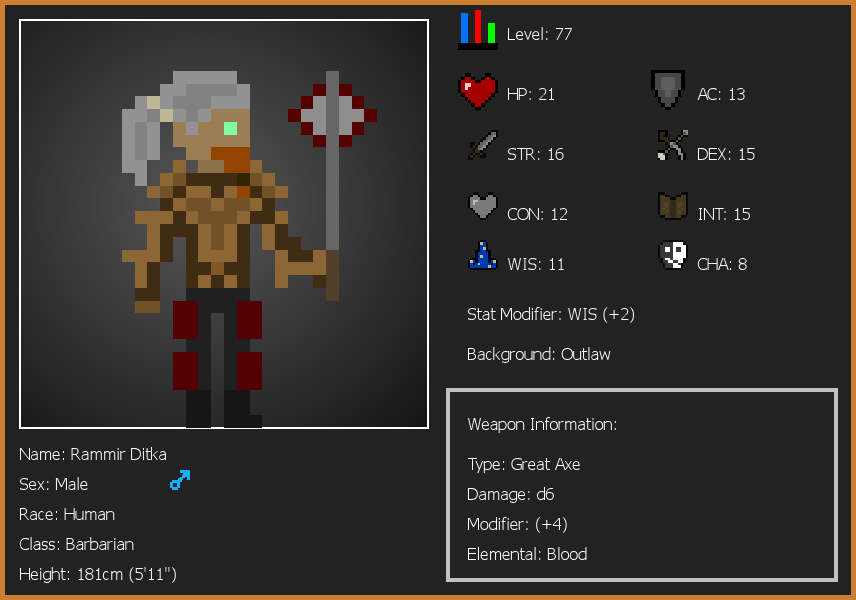 Level: 77
HP: 21
AC: 13
STR: 16
DEX: 15
CON: 12
INT: 15
WIS: 11
CHA: 8
Stat Modifier: WIS (+2)
Background: Outlaw
Weapon Information:
Type: Great Axe
Damage: d6
Modifier: (+4)
Elemental: Blood
Name: Rammir Ditka
Sex: Male
Race: Human
Class: Barbarian
Height: 181cm (5'11")